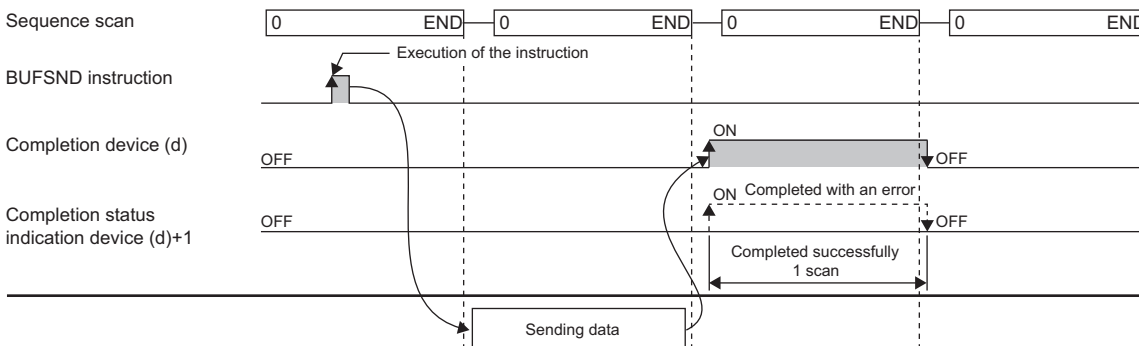 Sequence scan
0 END 0 END 0 END 0 END
Execution of the instruction
BUFSND instruction
ON
Completion device (d)
OFF OFF
ON Completed with an error
Completion status
indication device (d)+1
OFF OFF
Completed successfully
1 scan
Sending data